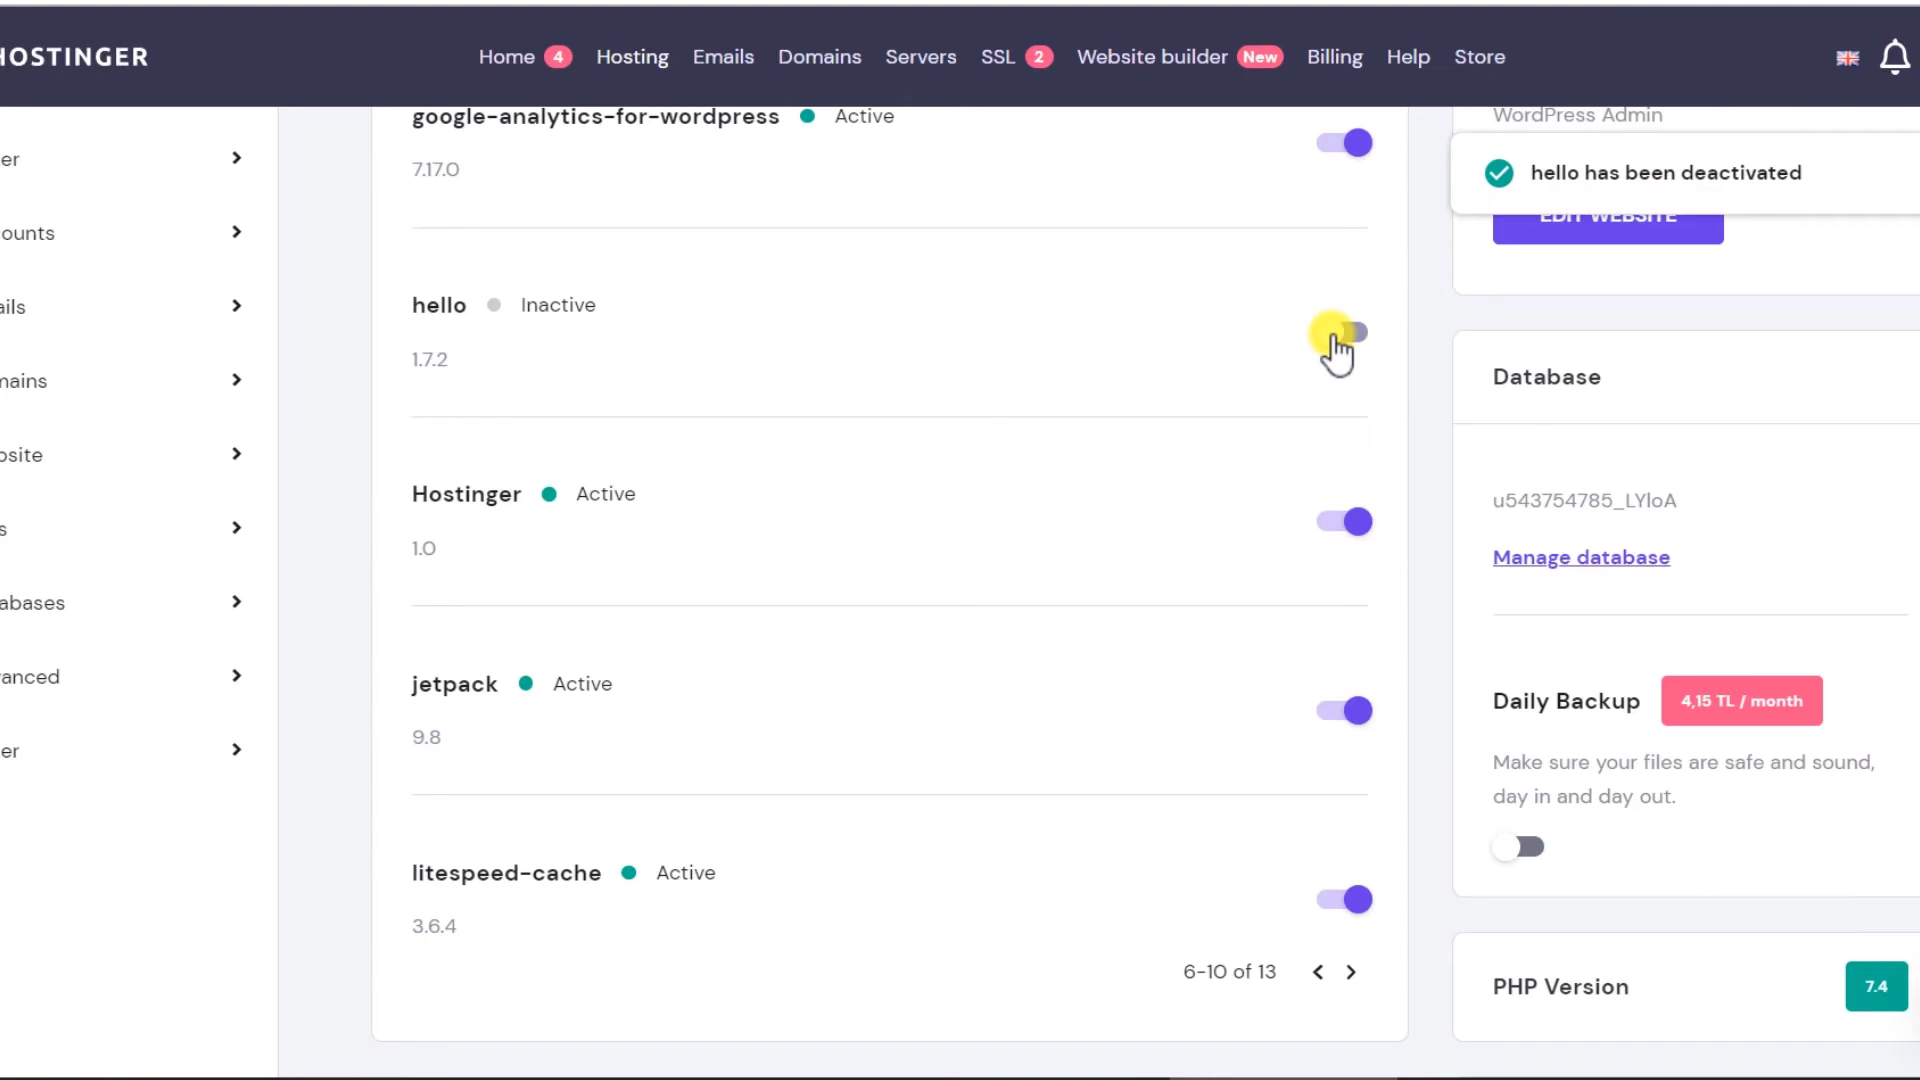 HOSTINGER
Home 4 Hosting Emails Domains Servers SSL 2 Website builder New Billing Help Store
er
ounts
ails
mains
osite
s
abases
anced
er
google-analytics-for-wordpress Active
7.17.0
hello Inactive
1.7.2
Hostinger Active
1.0
jetpack Active
9.8
litespeed-cache Active
3.6.4
6-10 of 13
WordPress Admin
hello has been deactivated
EDIT WEBSITE
Database
u543754785_LYloA
Manage database
Daily Backup 4,15 TL / month
Make sure your files are safe and sound,
day in and day out.
PHP Version 7.4